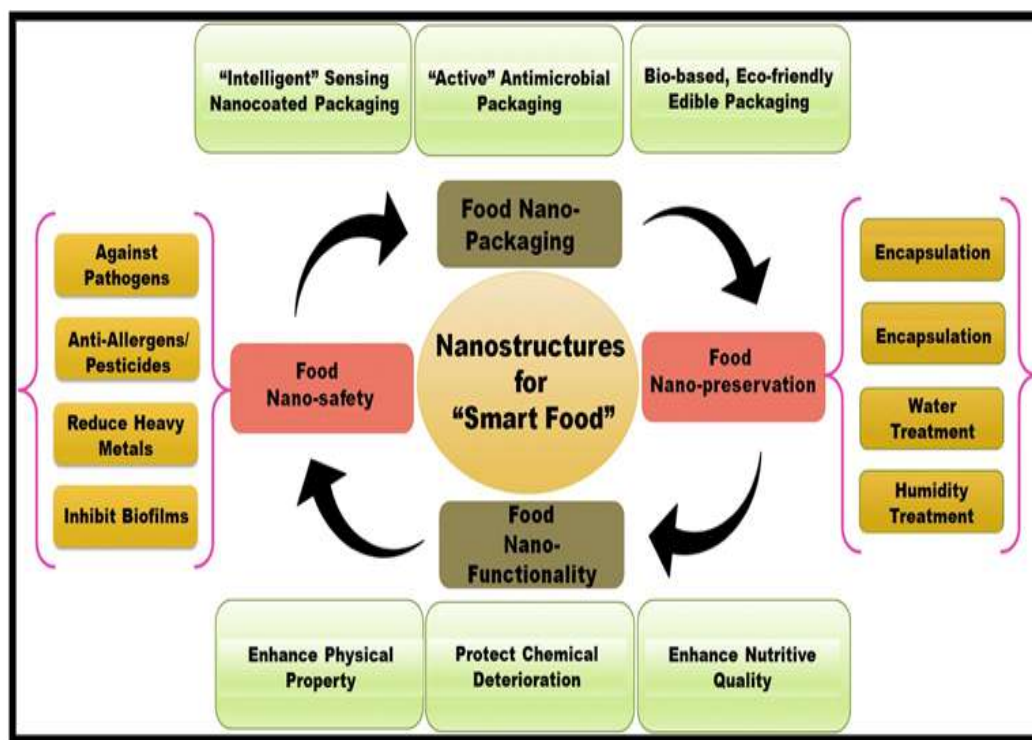 “Intelligent” Sensing
Nanocoated Packaging
“Active” Antimicrobial
Packaging
Bio-based, Eco-friendly
Edible Packaging
Food Nano-
Packaging
Against
Pathogens
Anti-Allergens/
Pesticides
Reduce Heavy
Metals
Inhibit Biofilms
Food
Nano-safety
Nanostructures
for
“Smart Food”
Food
Nano-preservation
Encapsulation
Encapsulation
Water
Treatment
Humidity
Treatment
Food
Nano-
Functionality
Enhance Physical
Property
Protect Chemical
Deterioration
Enhance Nutritive
Quality